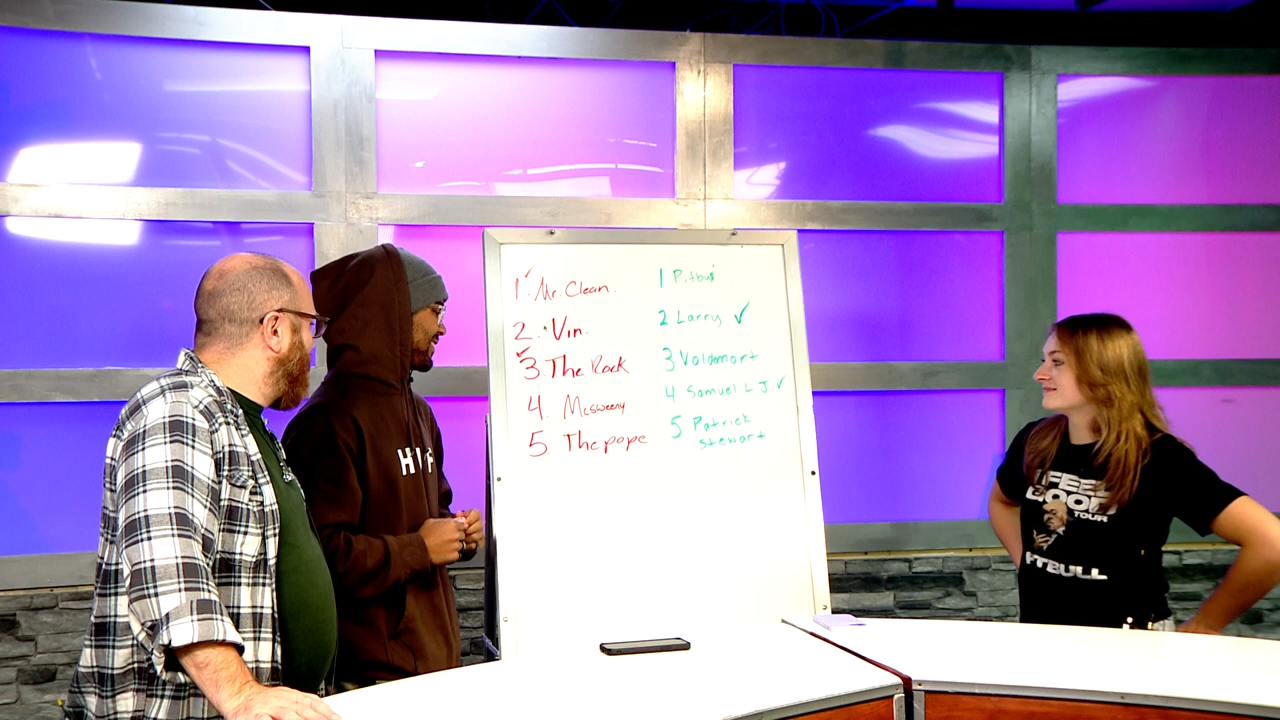 1 Mr. Clean.
2. Vin.
3. The Rock
4. Mcsweeny
5. The pope
1 Pitbull
2 Larry ✓
3 Voldemort
4 Samuel L J ✓
5 Patrick
stewart
FEEL
GOOD
TOUR
PITBULL